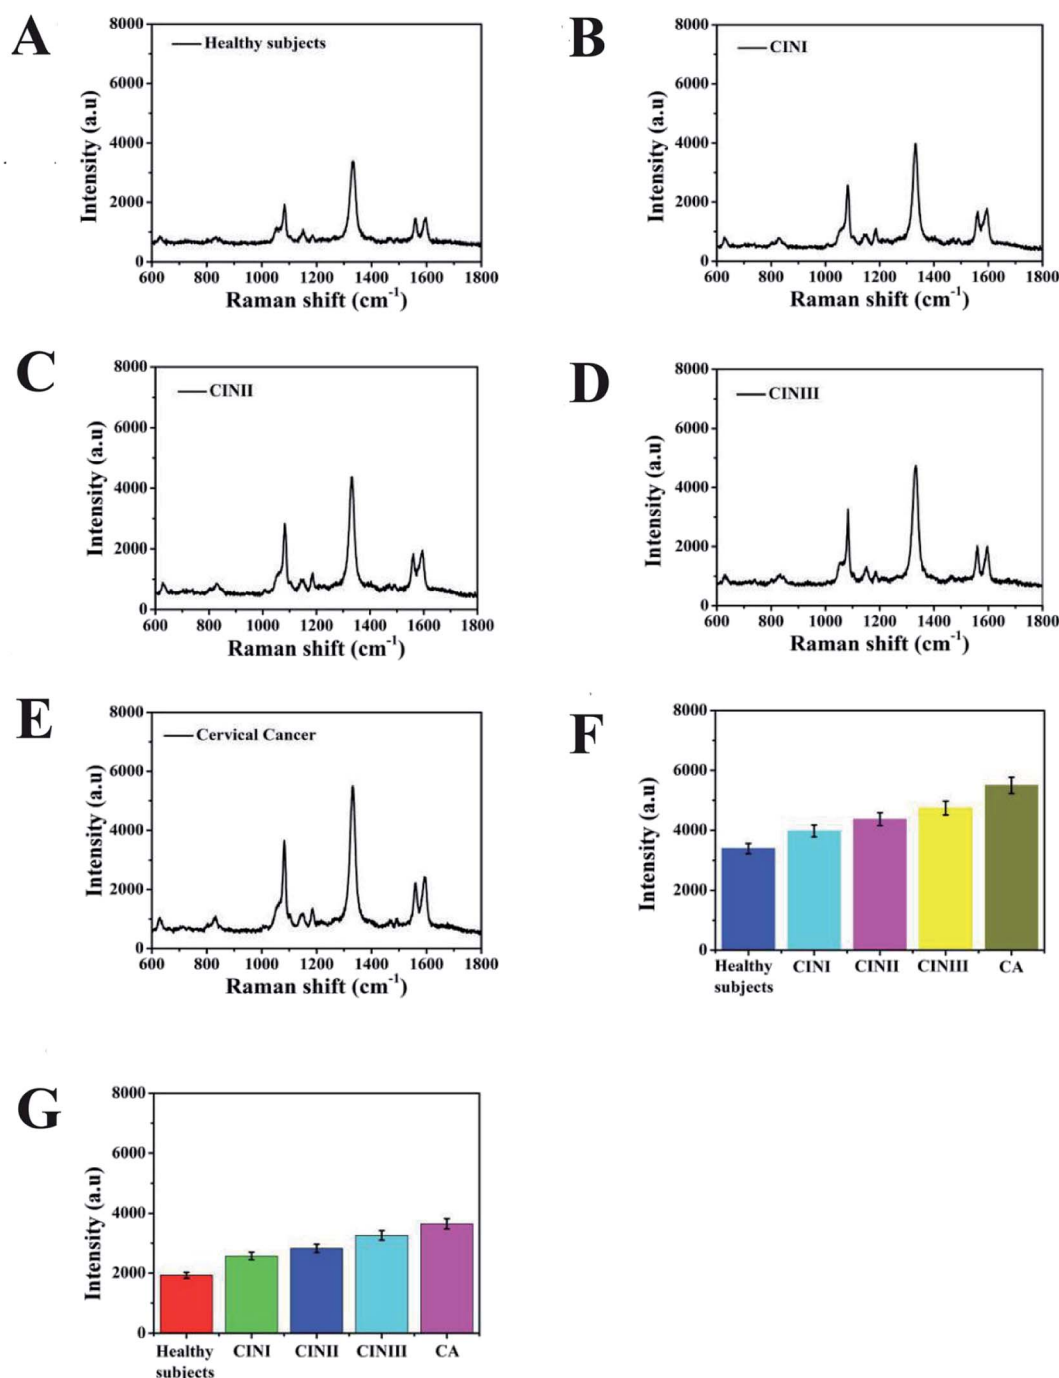 A
8000
6000
4000
2000
0
Intensity (a.u)
Healthy subjects
600 800 1000 1200 1400 1600 1800
Raman shift (cm⁻¹)
B
8000
6000
4000
2000
0
Intensity (a.u)
CINI
600 800 1000 1200 1400 1600 1800
Raman shift (cm⁻¹)
C
8000
6000
4000
2000
0
Intensity (a.u)
CINII
600 800 1000 1200 1400 1600 1800
Raman shift (cm⁻¹)
D
8000
6000
4000
2000
0
Intensity (a.u)
CINIII
600 800 1000 1200 1400 1600 1800
Raman shift (cm⁻¹)
E
8000
6000
4000
2000
0
Intensity (a.u)
Cervical Cancer
600 800 1000 1200 1400 1600 1800
Raman shift (cm⁻¹)
F
8000
6000
4000
2000
0
Intensity (a.u)
Healthy CINI CINII CINIII CA
subjects
G
8000
6000
4000
2000
0
Intensity (a.u)
Healthy CINI CINII CINIII CA
subjects